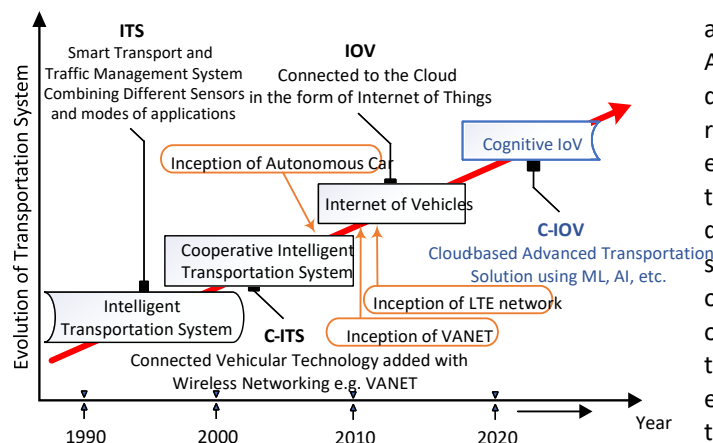 Evolution of Transportation System
ITS
Smart Transport and
Traffic Management System
Combining Different Sensors
and modes of applications
IOV
Connected to the Cloud
in the form of Internet of Things
Inception of Autonomous Car
Cognitive IoV
Internet of Vehicles
C-IOV
Cloud-based Advanced Transportation
Solution using ML, AI, etc.
Cooperative Intelligent
Transportation System
Inception of LTE network
Intelligent
Transportation System
Inception of VANET
C-ITS
Connected Vehicular Technology added with
Wireless Networking e.g. VANET
1990
2000
2010
2020
Year